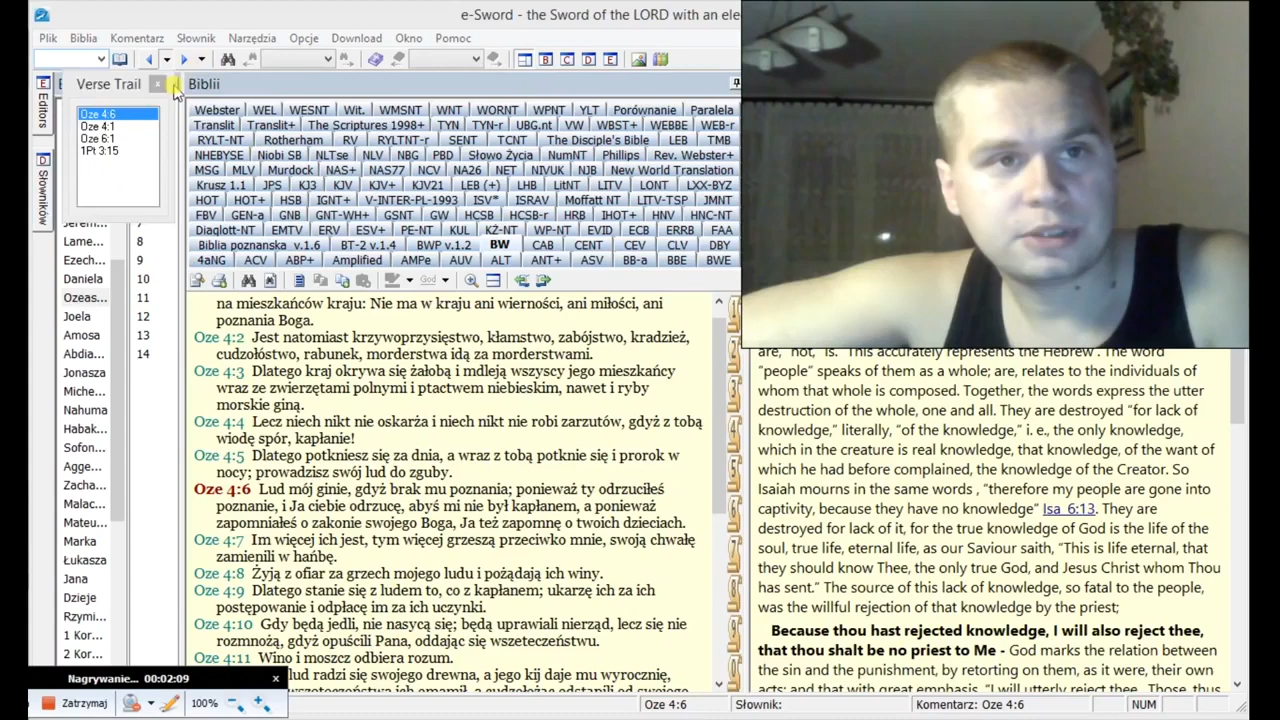 e-Sword - the Sword of the LORD with an ele
Plik Biblia Komentarz Słownik Narzędzia Opcje Download Okno Pomoc
B C D E
Verse Trail x
Biblii
Editors
Słowników
Oze 4:6
Oze 4:1
Oze 6:1
1Pt 3:15
Webster WEL WESNT Wit. WMSNT WNT WORNT WPNT YLT Porównanie Paralela
Translit Translit+ The Scriptures 1998+ TYN TYN-r UBG.nt VW WBST+ WEBBE WEB-r
RYLT-NT Rotherham RV RYLTNT-r SENT TCNT The Disciple's Bible LEB TMB
NHEBYSE Niobi SB NLTse NLV NBG PBD Słowo Życia NumNT Phillips Rev. Webster+
MSG MLV Murdock NAS+ NAS77 NCV NA26 NET NIVUK NJB New World Translation
Krusz 1.1 JPS KJ3 KJV KJV+ KJV21 LEB (+) LHB LitNT LITV LONT LXX-BYZ
HOT HOT+ HSB IGNT+ V-INTER-PL-1993 ISV* ISRAV Moffatt NT LITV-TSP JMNT
FBV GEN-a GNB GNT-WH+ GSNT GW HCSB HCSB-r HRB IHOT+ HNV HNC-NT
Diaqlott-NT EMTV ERV ESV+ PE-NT KUL KŻ-NT WP-NT EVID ECB ERRB FAA
Biblia poznanska v.1.6 BT-2 v.1.4 BWP v.1.2 BW CAB CENT CEV CLV DBY
4aNG ACV ABP+ Amplified AMPe AUV ALT ANT+ ASV BB-a BBE BWE
God
Lame...
Ezech...
Daniela
Ozeas...
Joela
Amosa
Abdia...
Jonasza
Miche...
Nahuma
Habak...
Sofon...
Agge...
Zacha...
Malac...
Mateu...
Marka
Łukasza
Jana
Dzieje
Rzymi...
1 Kor...
2 Kor...
8
9
10
11
12
13
14
na mieszkańców kraju: Nie ma w kraju ani wierności, ani miłości, ani
poznania Boga.
Oze 4:2 Jest natomiast krzywoprzysięstwo, kłamstwo, zabójstwo, kradzież,
cudzołóstwo, rabunek, morderstwa idą za morderstwami.
Oze 4:3 Dlatego kraj okrywa się żałobą i mdleją wszyscy jego mieszkańcy
wraz ze zwierzętami polnymi i ptactwem niebieskim, nawet i ryby
morskie giną.
Oze 4:4 Lecz niech nikt nie oskarża i niech nikt nie robi zarzutów, gdyż z tobą
wiodę spór, kapłanie!
Oze 4:5 Dlatego potkniesz się za dnia, a wraz z tobą potknie się i prorok w
nocy; prowadzisz swój lud do zguby.
Oze 4:6 Lud mój ginie, gdyż brak mu poznania; ponieważ ty odrzuciłeś
poznanie, i Ja ciebie odrzucę, abyś mi nie był kapłanem, a ponieważ
zapomniałeś o zakonie swojego Boga, Ja też zapomnę o twoich dzieciach.
Oze 4:7 Im więcej ich jest, tym więcej grzeszą przeciwko mnie, swoją chwałę
zamienili w hańbę.
Oze 4:8 Żyją z ofiar za grzech mojego ludu i pożądają ich winy.
Oze 4:9 Dlatego stanie się z ludem to, co z kapłanem; ukarzę ich za ich
postępowanie i odpłacę im za ich uczynki.
Oze 4:10 Gdy będą jedli, nie nasycą się; będą uprawiali nierząd, lecz się nie
rozmnożą, gdyż opuścili Pana, oddając się wszeteczeństwu.
Oze 4:11 Wino i moszcz odbiera rozum.
lud radzi się swojego drewna, a jego kij daje mu wyrocznię,
are, "not, "is." This accurately represents the Hebrew . The word
"people" speaks of them as a whole; are, relates to the individuals of
whom that whole is composed. Together, the words express the utter
destruction of the whole, one and all. They are destroyed "for lack of
knowledge," literally, "of the knowledge," i. e., the only knowledge,
which in the creature is real knowledge, that knowledge, of the want of
which he had before complained, the knowledge of the Creator. So
Isaiah mourns in the same words , "therefore my people are gone into
captivity, because they have no knowledge" Isa_6:13. They are
destroyed for lack of it, for the true knowledge of God is the life of the
soul, true life, eternal life, as our Saviour saith, "This is life eternal, that
they should know Thee, the only true God, and Jesus Christ whom Thou
has sent." The source of this lack of knowledge, so fatal to the people,
was the willful rejection of that knowledge by the priest;
Because thou hast rejected knowledge, I will also reject thee,
that thou shalt be no priest to Me - God marks the relation between
the sin and the punishment, by retorting on them, as it were, their own
acts; and that with great emphasis, "I will utterly reject thee. Those, thus
Nagrywanie... 00:02:09 x
Zatrzymaj 100%
Oze 4:6 Słownik: Komentarz: Oze 4:6 NUM